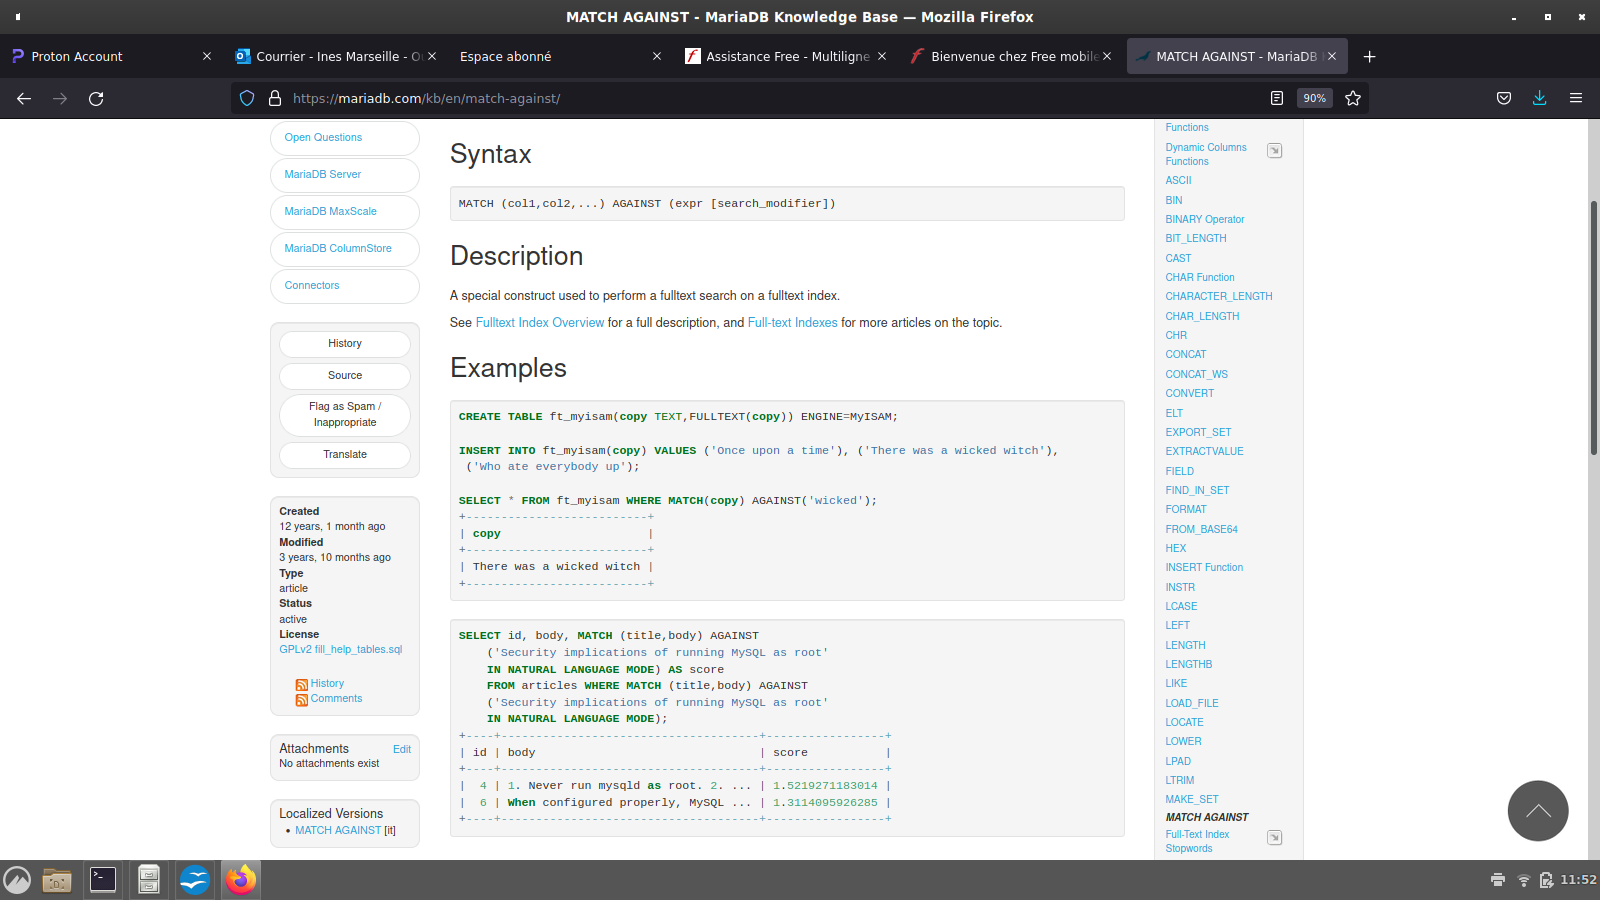 MATCH AGAINST - MariaDB Knowledge Base — Mozilla Firefox
Proton Account
Courrier - Ines Marseille - O
Espace abonné
Assistance Free - Multiligne
Bienvenue chez Free mobile
MATCH AGAINST - MariaDB
https://mariadb.com/kb/en/match-against/
90%
Open Questions
MariaDB Server
MariaDB MaxScale
MariaDB ColumnStore
Connectors
History
Source
Flag as Spam /
Inappropriate
Translate
Created
12 years, 1 month ago
Modified
3 years, 10 months ago
Type
article
Status
active
License
GPLv2 fill_help_tables.sql
History
Comments
Attachments Edit
No attachments exist
Localized Versions
• MATCH AGAINST [it]
Syntax
MATCH (col1,col2,...) AGAINST (expr [search_modifier])
Description
A special construct used to perform a fulltext search on a fulltext index.
See Fulltext Index Overview for a full description, and Full-text Indexes for more articles on the topic.
Examples
CREATE TABLE ft_myisam(copy TEXT,FULLTEXT(copy)) ENGINE=MyISAM;
INSERT INTO ft_myisam(copy) VALUES ('Once upon a time'), ('There was a wicked witch'),
('Who ate everybody up');
SELECT * FROM ft_myisam WHERE MATCH(copy) AGAINST('wicked');
+--------------------------+
| copy                     |
+--------------------------+
| There was a wicked witch |
+--------------------------+
SELECT id, body, MATCH (title,body) AGAINST
('Security implications of running MySQL as root'
IN NATURAL LANGUAGE MODE) AS score
FROM articles WHERE MATCH (title,body) AGAINST
('Security implications of running MySQL as root'
IN NATURAL LANGUAGE MODE);
+----+-------------------------------------+-----------------+
| id | body                                | score           |
+----+-------------------------------------+-----------------+
|  4 | 1. Never run mysqld as root. 2. ... | 1.5219271183014 |
|  6 | When configured properly, MySQL ... | 1.3114095926285 |
+----+-------------------------------------+-----------------+
Functions
Dynamic Columns
Functions
ASCII
BIN
BINARY Operator
BIT_LENGTH
CAST
CHAR Function
CHARACTER_LENGTH
CHAR_LENGTH
CHR
CONCAT
CONCAT_WS
CONVERT
ELT
EXPORT_SET
EXTRACTVALUE
FIELD
FIND_IN_SET
FORMAT
FROM_BASE64
HEX
INSERT Function
INSTR
LCASE
LEFT
LENGTH
LENGTHB
LIKE
LOAD_FILE
LOCATE
LOWER
LPAD
LTRIM
MAKE_SET
MATCH AGAINST
Full-Text Index
Stopwords
11:52